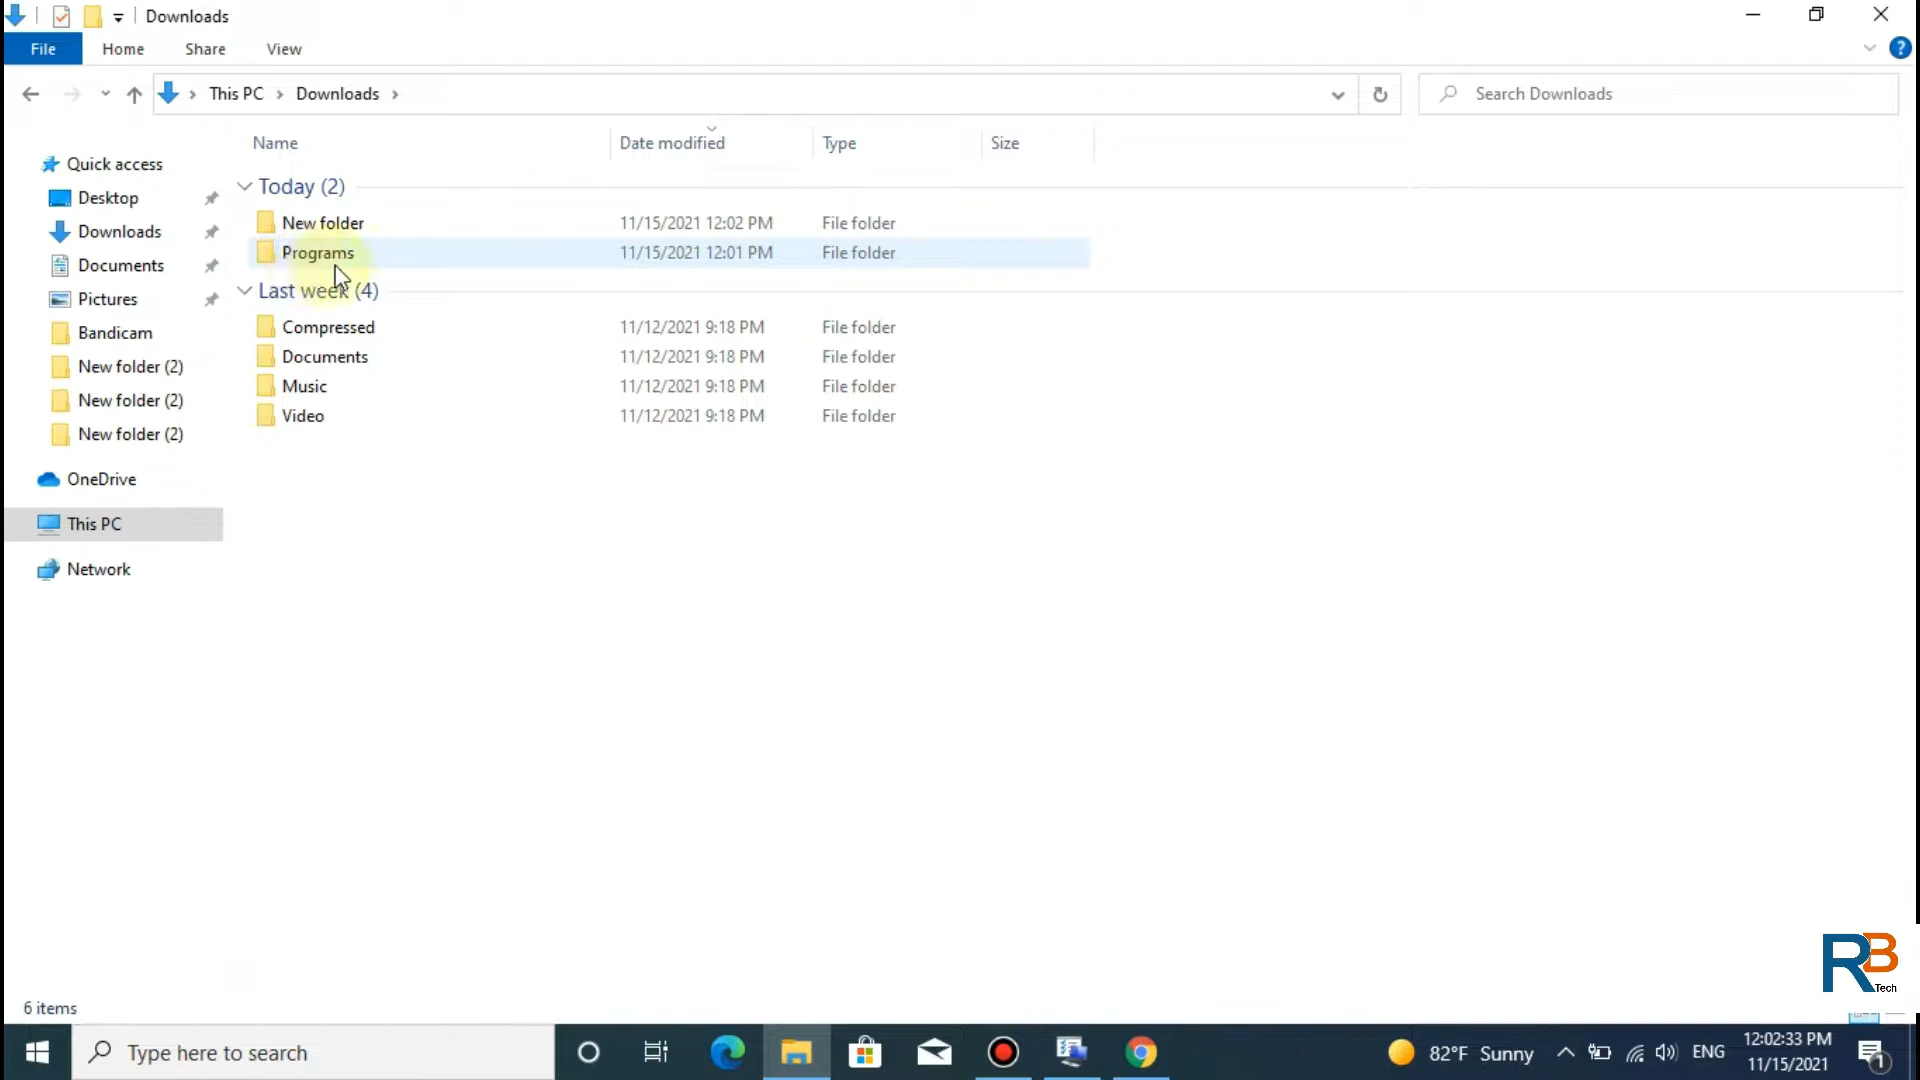 Downloads
File Home Share View
This PC Downloads
Search Downloads
Name Date modified Type Size
Quick access
Desktop
Downloads
Documents
Pictures
Bandicam
New folder (2)
New folder (2)
New folder (2)
OneDrive
This PC
Network
Today (2)
New folder 11/15/2021 12:02 PM File folder
Programs 11/15/2021 12:01 PM File folder
Last week (4)
Compressed 11/12/2021 9:18 PM File folder
Documents 11/12/2021 9:18 PM File folder
Music 11/12/2021 9:18 PM File folder
Video 11/12/2021 9:18 PM File folder
RB
Tech
6 items
Type here to search
82°F Sunny
ENG
12:02:33 PM
11/15/2021
1